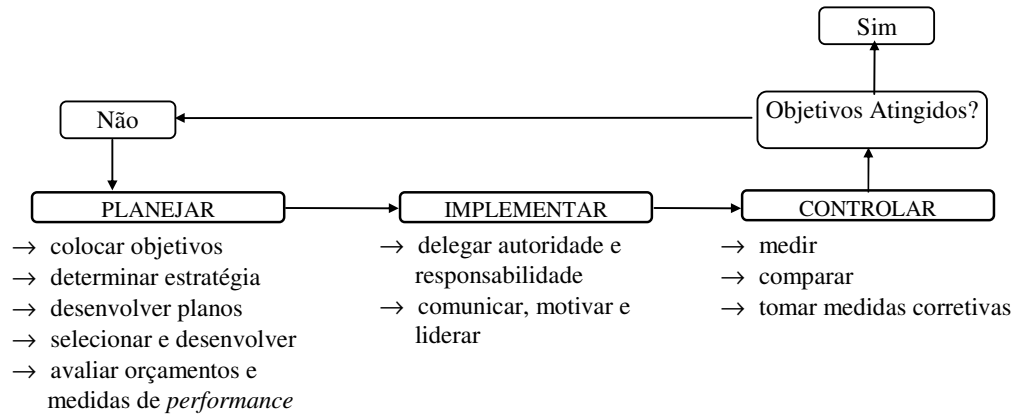 Sim
Objetivos Atingidos?
Não
PLANEJAR
→ colocar objetivos
→ determinar estratégia
→ desenvolver planos
→ selecionar e desenvolver
→ avaliar orçamentos e
medidas de performance
IMPLEMENTAR
→ delegar autoridade e
responsabilidade
→ comunicar, motivar e
liderar
CONTROLAR
→ medir
→ comparar
→ tomar medidas corretivas